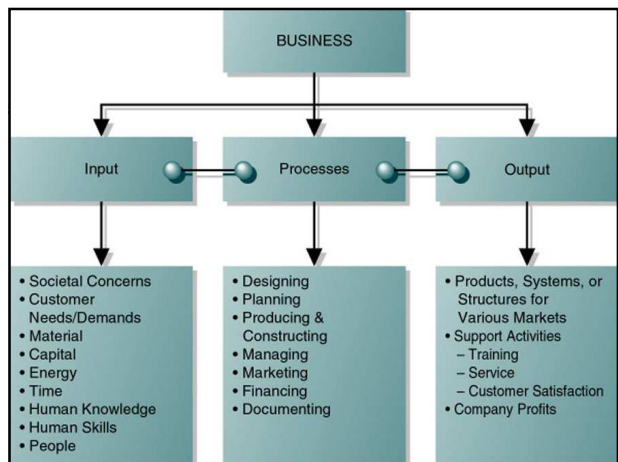 BUSINESS
Input
Processes
Output
• Societal Concerns
• Customer
Needs/Demands
• Material
• Capital
• Energy
• Time
• Human Knowledge
• Human Skills
• People
• Designing
• Planning
• Producing &
Constructing
• Managing
• Marketing
• Financing
• Documenting
• Products, Systems, or
Structures for
Various Markets
• Support Activities
– Training
– Service
– Customer Satisfaction
• Company Profits